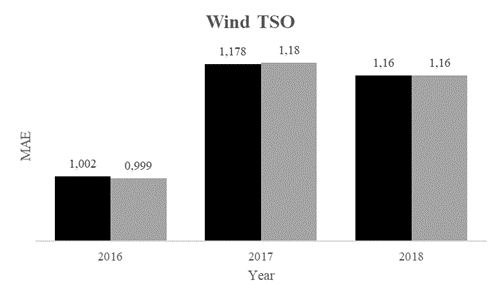 Wind TSO
1,178 1,18
1,16 1,16
1,002 0,999
MAE
2016 2017 2018
Year